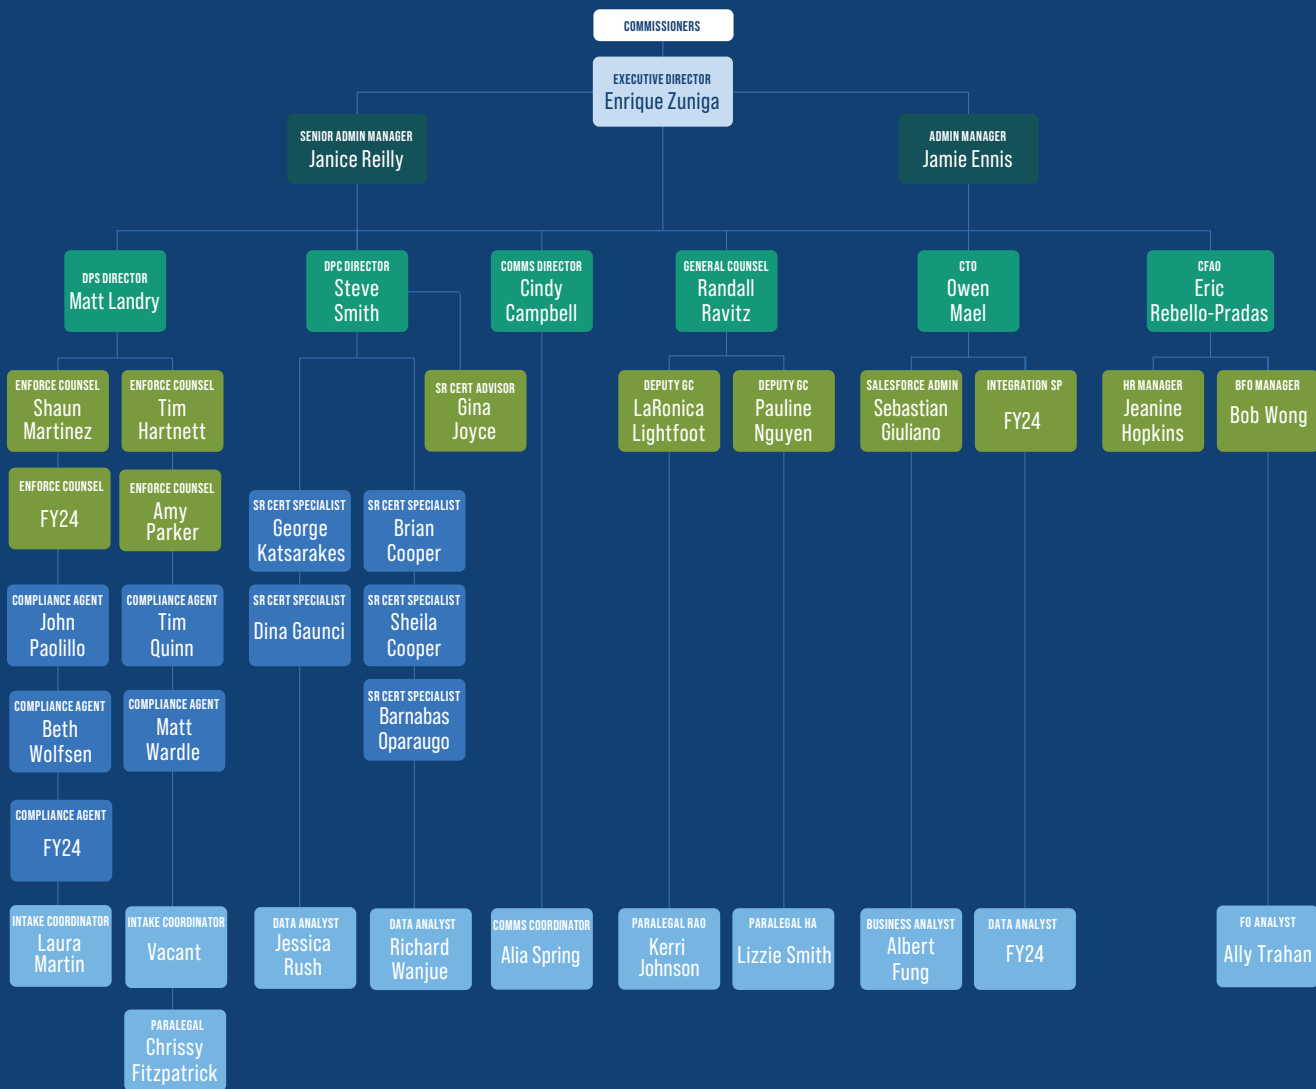 COMMISSIONERS
EXECUTIVE DIRECTOR
Enrique Zuniga
SENIOR ADMIN MANAGER
Janice Reilly
ADMIN MANAGER
Jamie Ennis
DPS DIRECTOR
Matt Landry
DPC DIRECTOR
Steve
Smith
COMMS DIRECTOR
Cindy
Campbell
GENERAL COUNSEL
Randall
Ravitz
CTO
Owen
Mael
CFAO
Eric
Rebello-Pradas
ENFORCE COUNSEL
Shaun
Martinez
ENFORCE COUNSEL
Tim
Hartnett
SR CERT ADVISOR
Gina
Joyce
DEPUTY GC
LaRonica
Lightfoot
DEPUTY GC
Pauline
Nguyen
SALESFORCE ADMIN
Sebastian
Giuliano
INTEGRATION SP
FY24
HR MANAGER
Jeanine
Hopkins
BFO MANAGER
Bob Wong
ENFORCE COUNSEL
FY24
ENFORCE COUNSEL
Amy
Parker
SR CERT SPECIALIST
George
Katsarakes
SR CERT SPECIALIST
Brian
Cooper
COMPLIANCE AGENT
John
Paolillo
COMPLIANCE AGENT
Tim
Quinn
SR CERT SPECIALIST
Dina Gaunci
SR CERT SPECIALIST
Sheila
Cooper
COMPLIANCE AGENT
Beth
Wolfsen
COMPLIANCE AGENT
Matt
Wardle
SR CERT SPECIALIST
Barnabas
Oparaugo
COMPLIANCE AGENT
FY24
INTAKE COORDINATOR
Laura
Martin
INTAKE COORDINATOR
Vacant
DATA ANALYST
Jessica
Rush
DATA ANALYST
Richard
Wanjue
COMMS COORDINATOR
Alia Spring
PARALEGAL RAO
Kerri
Johnson
PARALEGAL HA
Lizzie Smith
BUSINESS ANALYST
Albert
Fung
DATA ANALYST
FY24
FO ANALYST
Ally Trahan
PARALEGAL
Chrissy
Fitzpatrick